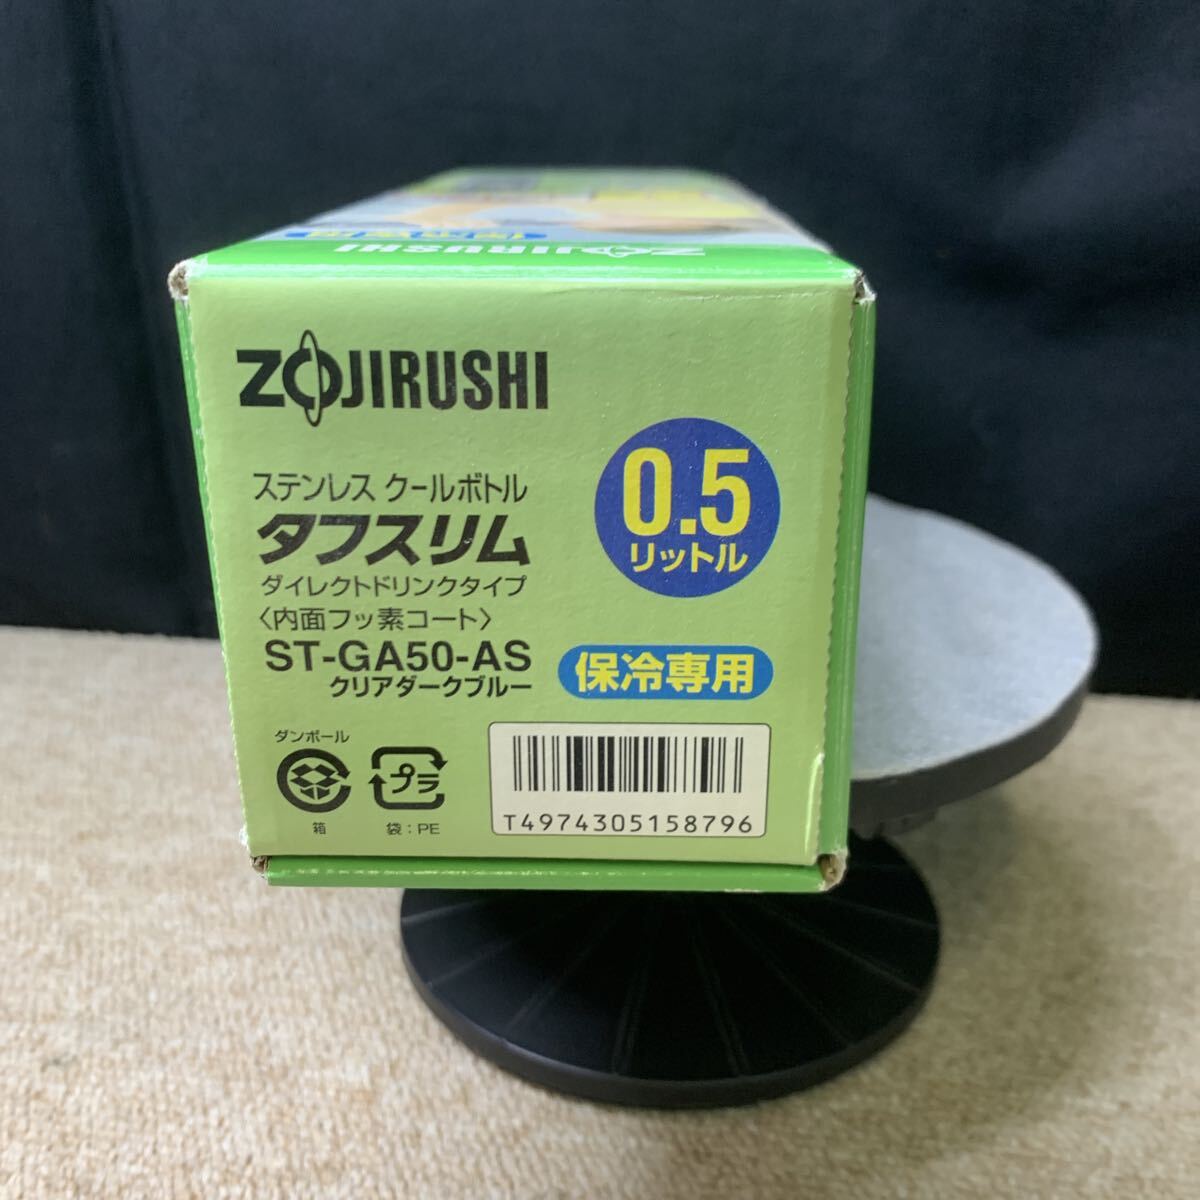 ZOJIRUSHI
ZOJIRUSHI
ステンレス クールボトル
タフスリム
ダイレクトドリンクタイプ
〈内面フッ素コート〉
ST-GA50-AS
クリアダークブルー
0.5
リットル
保冷専用
ダンボール
箱
プラ
袋：PE
T4974305158796